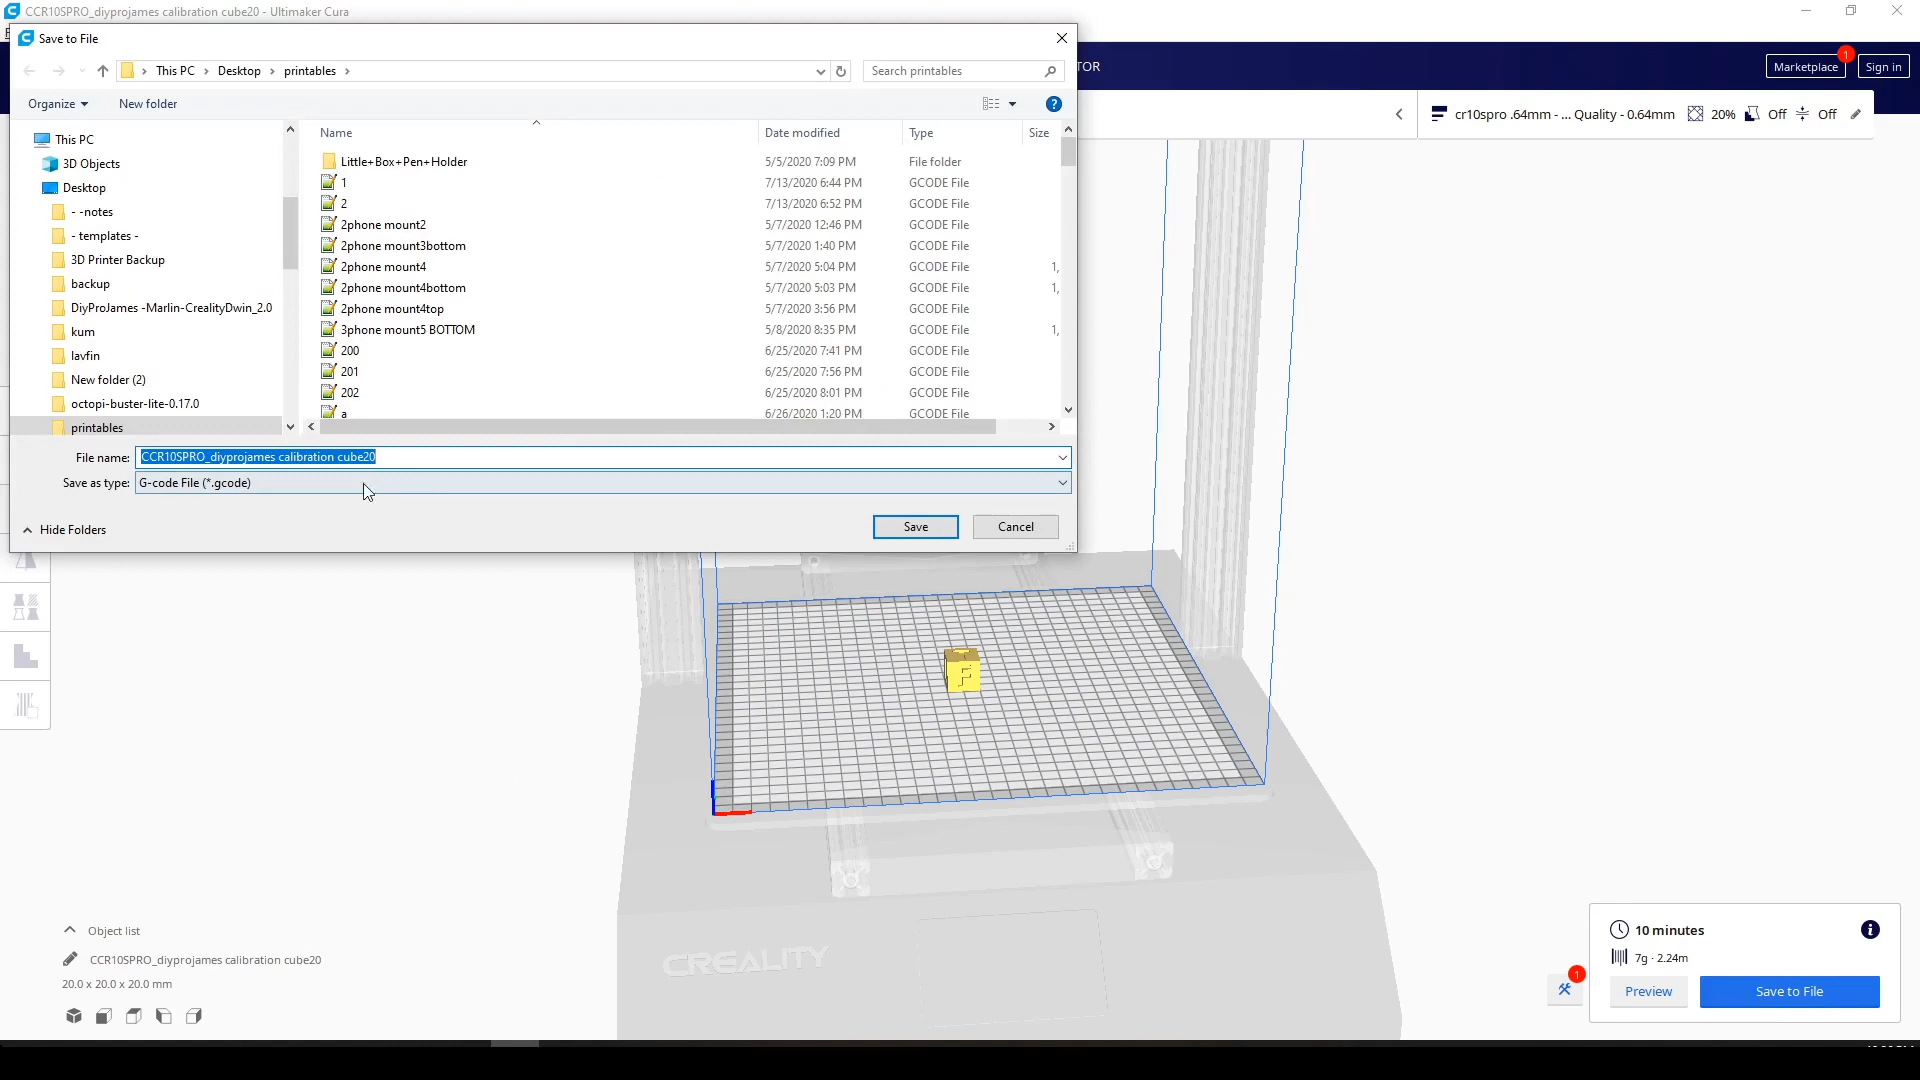 CCR10SPRO_diyprojames calibration cube20 - Ultimaker Cura
Save to File
This PC > Desktop > printables >
Search printables
TOR
Marketplace
1
Sign in
Organize
New folder
?
cr10spro .64mm - ... Quality - 0.64mm
20%
Off
Off
Name
Date modified
Type
Size
This PC
3D Objects
Desktop
- -notes
- templates -
3D Printer Backup
backup
DiyProJames -Marlin-CrealityDwin_2.0
kum
lavfin
New folder (2)
octopi-buster-lite-0.17.0
printables
Little+Box+Pen+Holder 5/5/2020 7:09 PM File folder
1 7/13/2020 6:44 PM GCODE File
2 7/13/2020 6:52 PM GCODE File
2phone mount2 5/7/2020 12:46 PM GCODE File
2phone mount3bottom 5/7/2020 1:40 PM GCODE File
2phone mount4 5/7/2020 5:04 PM GCODE File 1,
2phone mount4bottom 5/7/2020 5:03 PM GCODE File 1,
2phone mount4top 5/7/2020 3:56 PM GCODE File
3phone mount5 BOTTOM 5/8/2020 8:35 PM GCODE File 1,
200 6/25/2020 7:41 PM GCODE File
201 6/25/2020 7:56 PM GCODE File
202 6/25/2020 8:01 PM GCODE File
a 6/26/2020 1:20 PM GCODE File
File name: CCR10SPRO_diyprojames calibration cube20
Save as type: G-code File (*.gcode)
Hide Folders
Save
Cancel
F
CREALITY
Object list
CCR10SPRO_diyprojames calibration cube20
20.0 x 20.0 x 20.0 mm
10 minutes
i
7g · 2.24m
1
Preview
Save to File